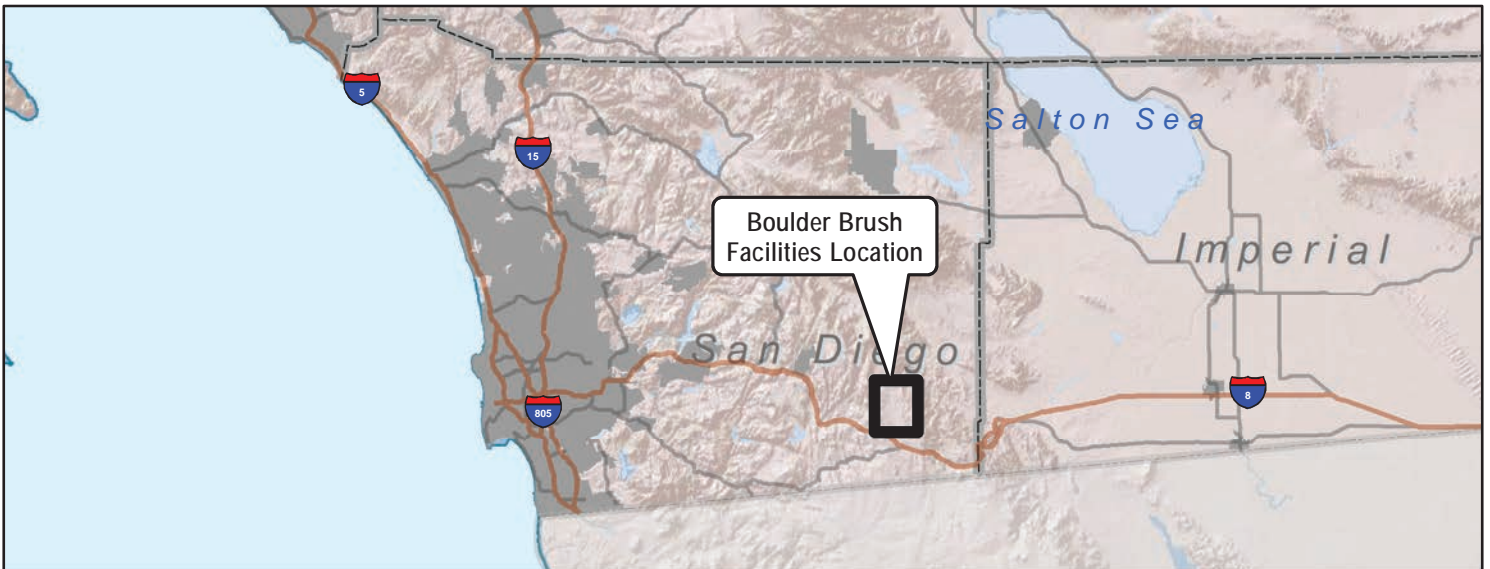 5
15
Salton Sea
Boulder Brush
Facilities Location
Imperial
San Diego
8
805